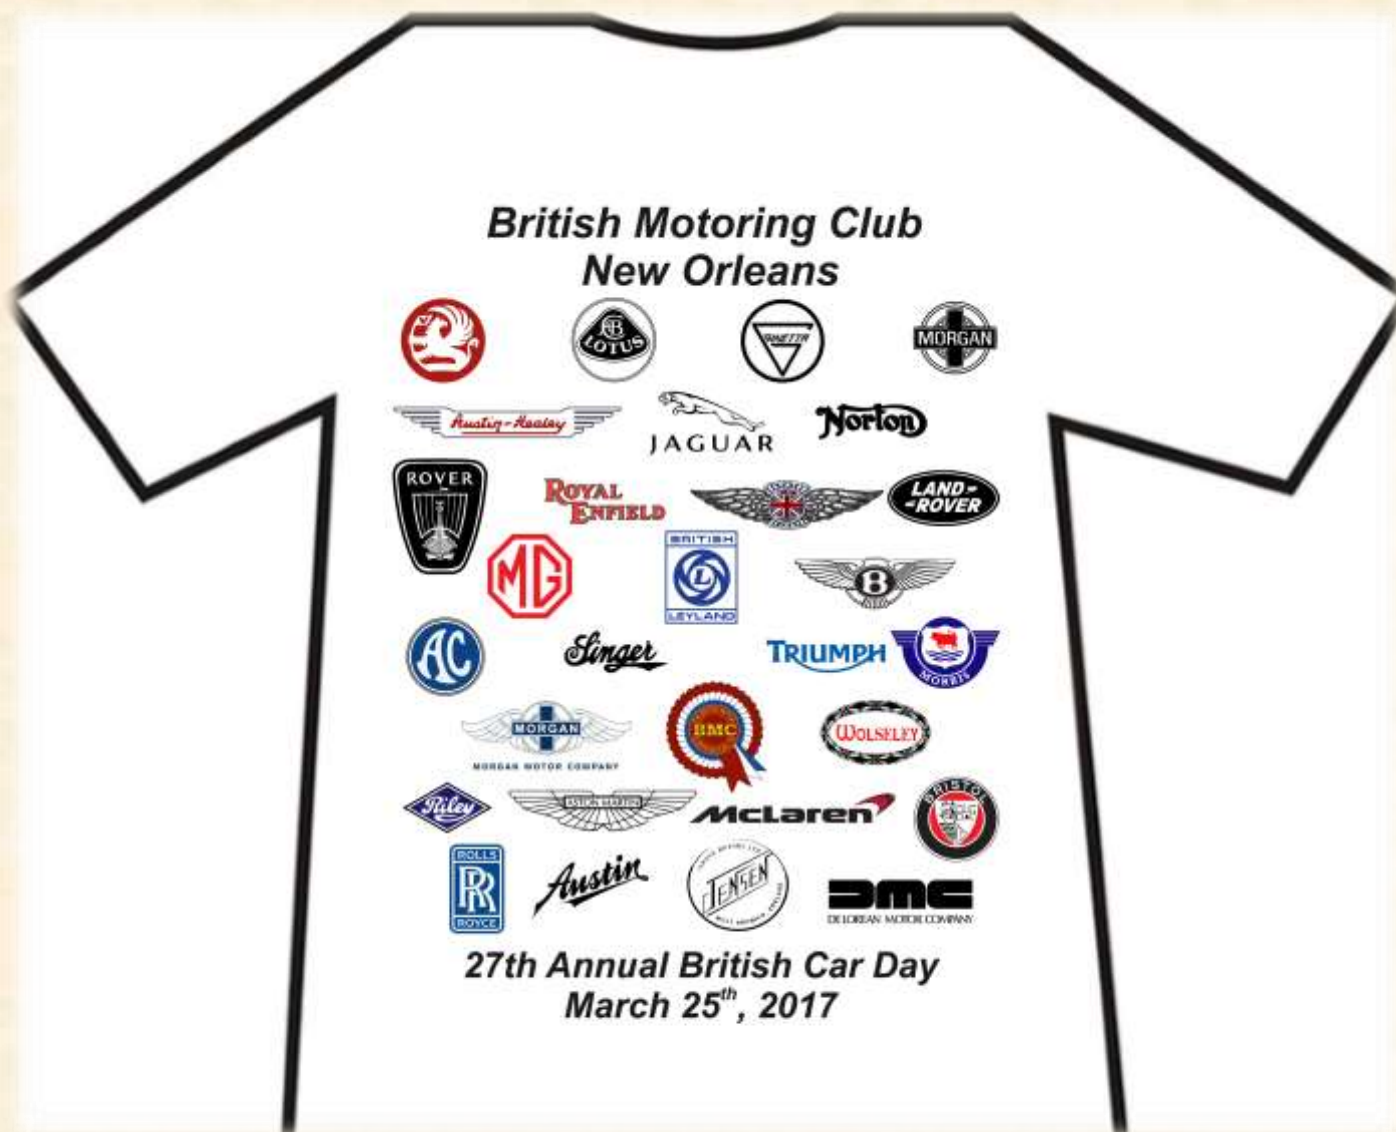 British Motoring Club
New Orleans
LOTUS
GINETTA
MORGAN
Austin-Healey
JAGUAR
Norton
ROVER
ROYAL
ENFIELD
LAND-
-ROVER
MG
BRITISH
L
LEYLAND
B
AC
Singer
TRIUMPH
MORRIS
MORGAN
MORGAN MOTOR COMPANY
BMC
WOLSELEY
Riley
ASTON MARTIN
McLaren
BRISTOL
ROLLS
RR
ROYCE
Austin
JENSEN
DMC
DELOREAN MOTOR COMPANY
27th Annual British Car Day
March 25th, 2017